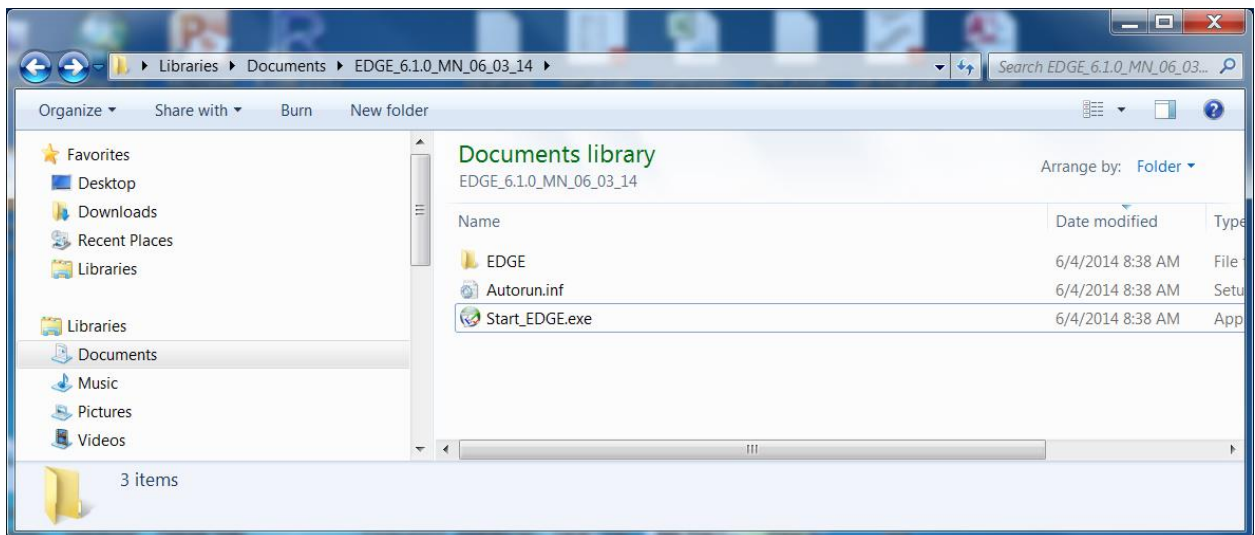 Libraries ▸ Documents ▸ EDGE_6.1.0_MN_06_03_14 ▸ Search EDGE_6.1.0_MN_06_03...
Organize ▾ Share with ▾ Burn New folder
Favorites
Desktop
Downloads
Recent Places
Libraries
Libraries
Documents
Music
Pictures
Videos
Documents library
EDGE_6.1.0_MN_06_03_14
Arrange by: Folder ▾
Name Date modified Type
EDGE 6/4/2014 8:38 AM File
Autorun.inf 6/4/2014 8:38 AM Setu
Start_EDGE.exe 6/4/2014 8:38 AM App
3 items